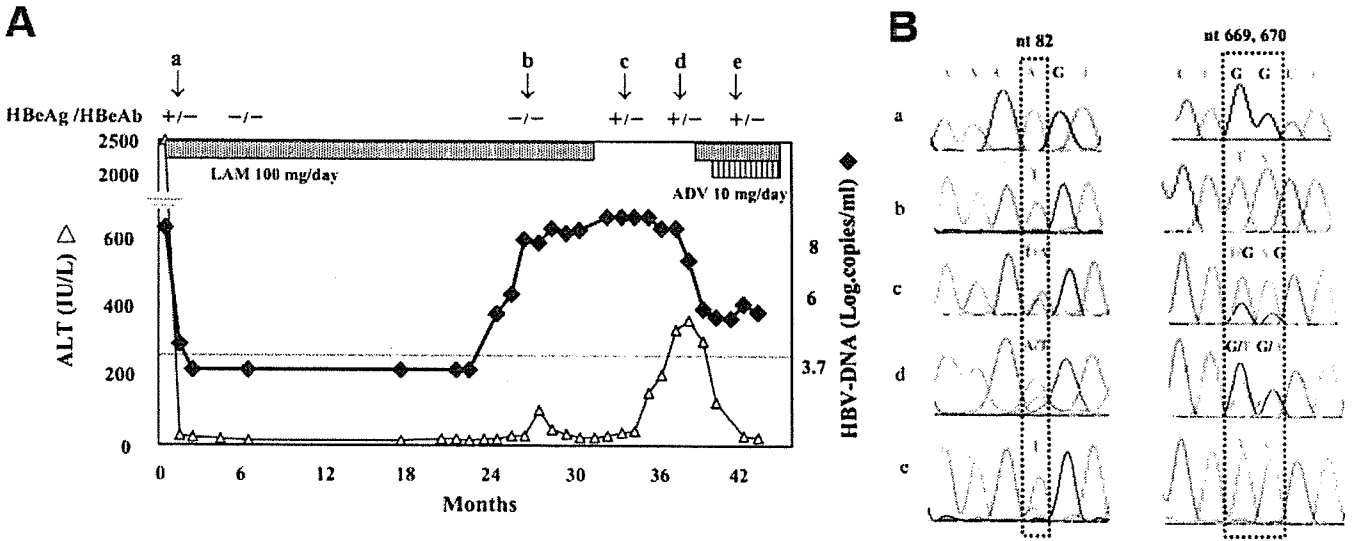 A
a b c d e
HBeAg /HBeAb +/− −/− −/− +/− +/− +/−
2500
2000
600
400
200
0
ALT (IU/L) △
LAM 100 mg/day
ADV 10 mg/day
8
6
3.7
HBV-DNA (Log.copies/ml) ◆
0 6 12 18 24 30 36 42
Months
B
nt 82 nt 669, 670
G G G
a
b
c
G G
d
G/ G/
e